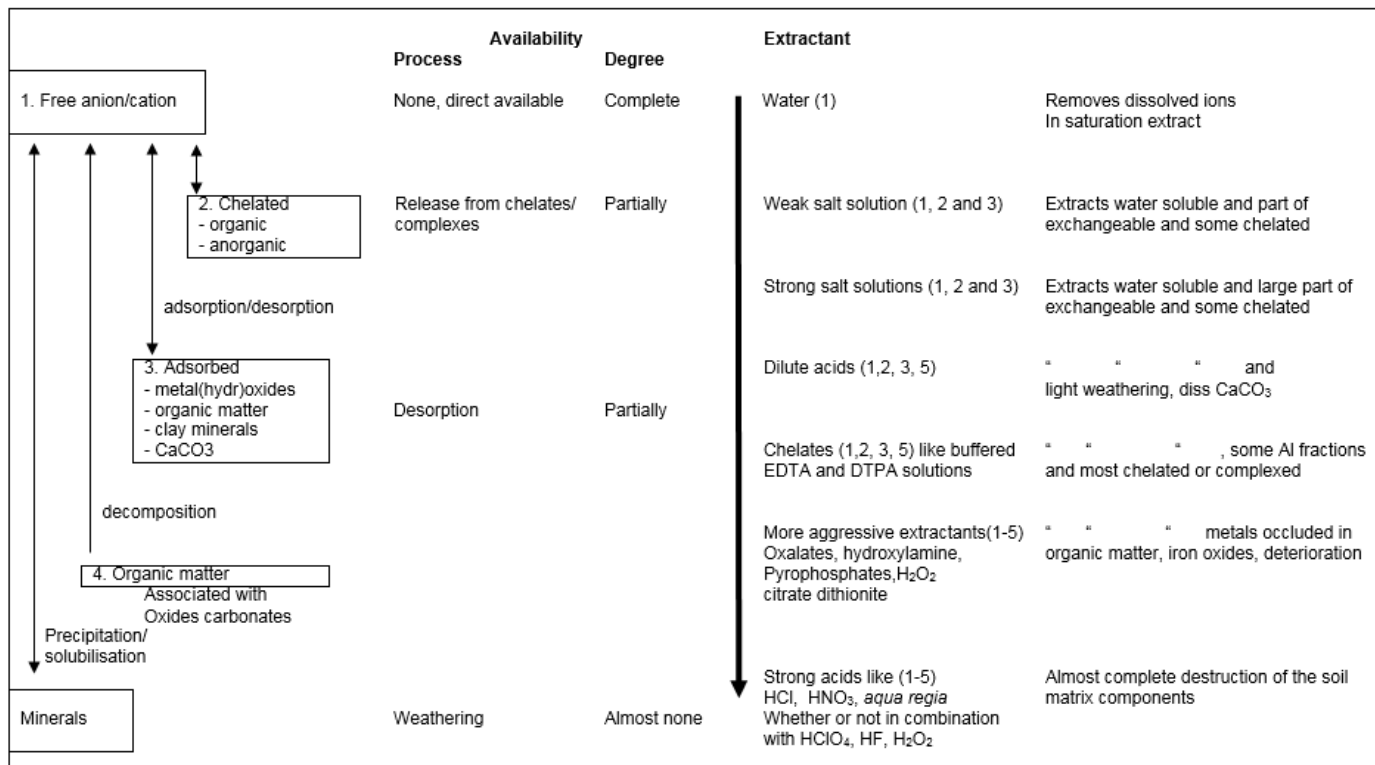 Availability Extractant
Process Degree
1. Free anion/cation None, direct available Complete Water (1) Removes dissolved ions
In saturation extract
2. Chelated Release from chelates/ Partially Weak salt solution (1, 2 and 3) Extracts water soluble and part of
- organic complexes exchangeable and some chelated
- anorganic
Strong salt solutions (1, 2 and 3) Extracts water soluble and large part of
adsorption/desorption exchangeable and some chelated
3. Adsorbed Dilute acids (1,2, 3, 5) “ “ “ and
- metal(hydr)oxides light weathering, diss CaCO₃
- organic matter Desorption Partially
- clay minerals
- CaCO3 Chelates (1,2, 3, 5) like buffered “ “ “ , some Al fractions
EDTA and DTPA solutions and most chelated or complexed
decomposition
More aggressive extractants(1-5) “ “ “ metals occluded in
Oxalates, hydroxylamine, organic matter, iron oxides, deterioration
4. Organic matter Pyrophosphates,H₂O₂
Associated with citrate dithionite
Oxides carbonates
Precipitation/
solubilisation
Strong acids like (1-5) Almost complete destruction of the soil
HCl, HNO₃, aqua regia matrix components
Minerals Weathering Almost none Whether or not in combination
with HClO₄, HF, H₂O₂